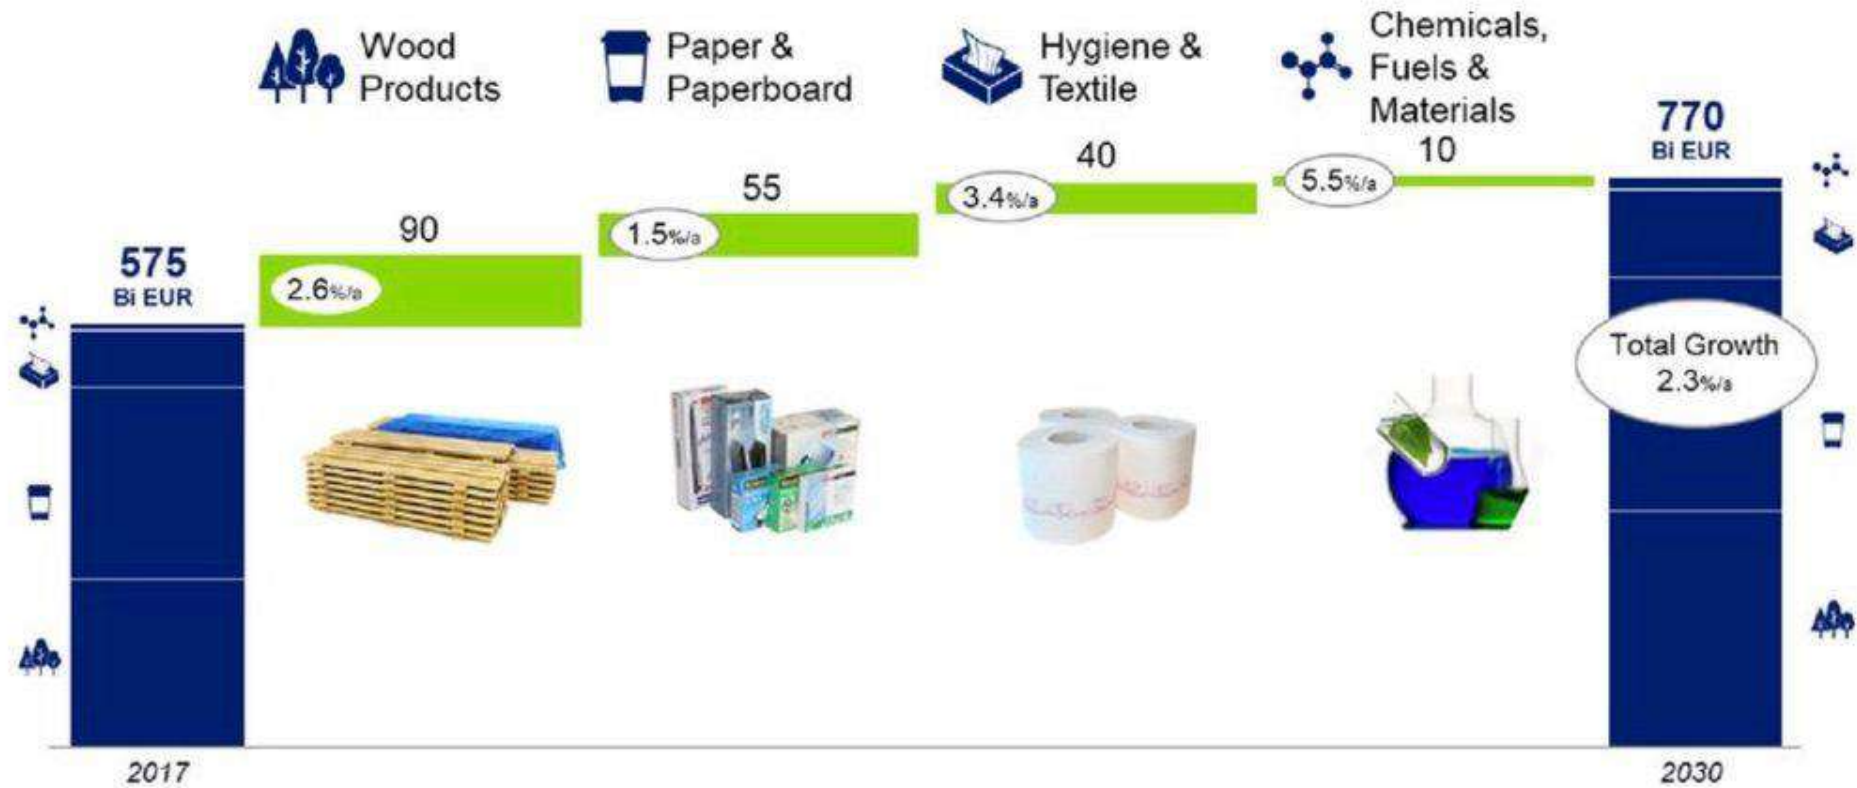 Wood
Products
Paper &
Paperboard
Hygiene &
Textile
Chemicals,
Fuels &
Materials
575
Bi EUR
90
2.6%/a
55
1.5%/a
40
3.4%/a
10
5.5%/a
770
Bi EUR
Total Growth
2.3%/a
2017
2030